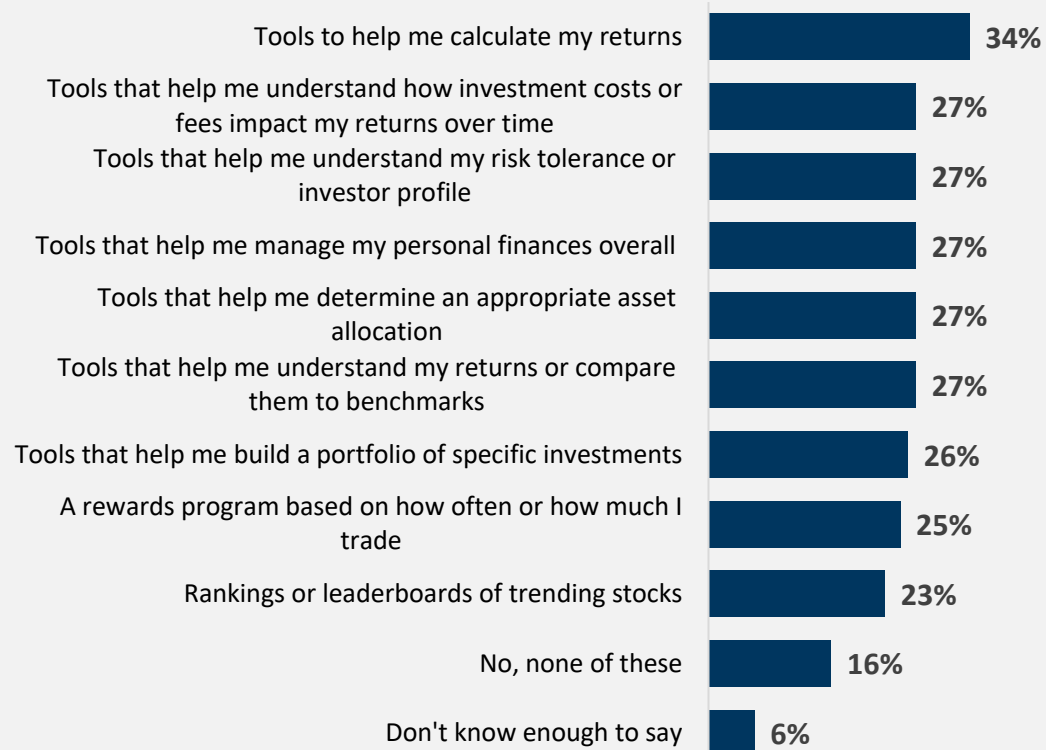 Tools to help me calculate my returns
34%
Tools that help me understand how investment costs or
fees impact my returns over time
27%
Tools that help me understand my risk tolerance or
investor profile
27%
Tools that help me manage my personal finances overall
27%
Tools that help me determine an appropriate asset
allocation
27%
Tools that help me understand my returns or compare
them to benchmarks
27%
Tools that help me build a portfolio of specific investments
26%
A rewards program based on how often or how much I
trade
25%
Rankings or leaderboards of trending stocks
23%
No, none of these
16%
Don't know enough to say
6%